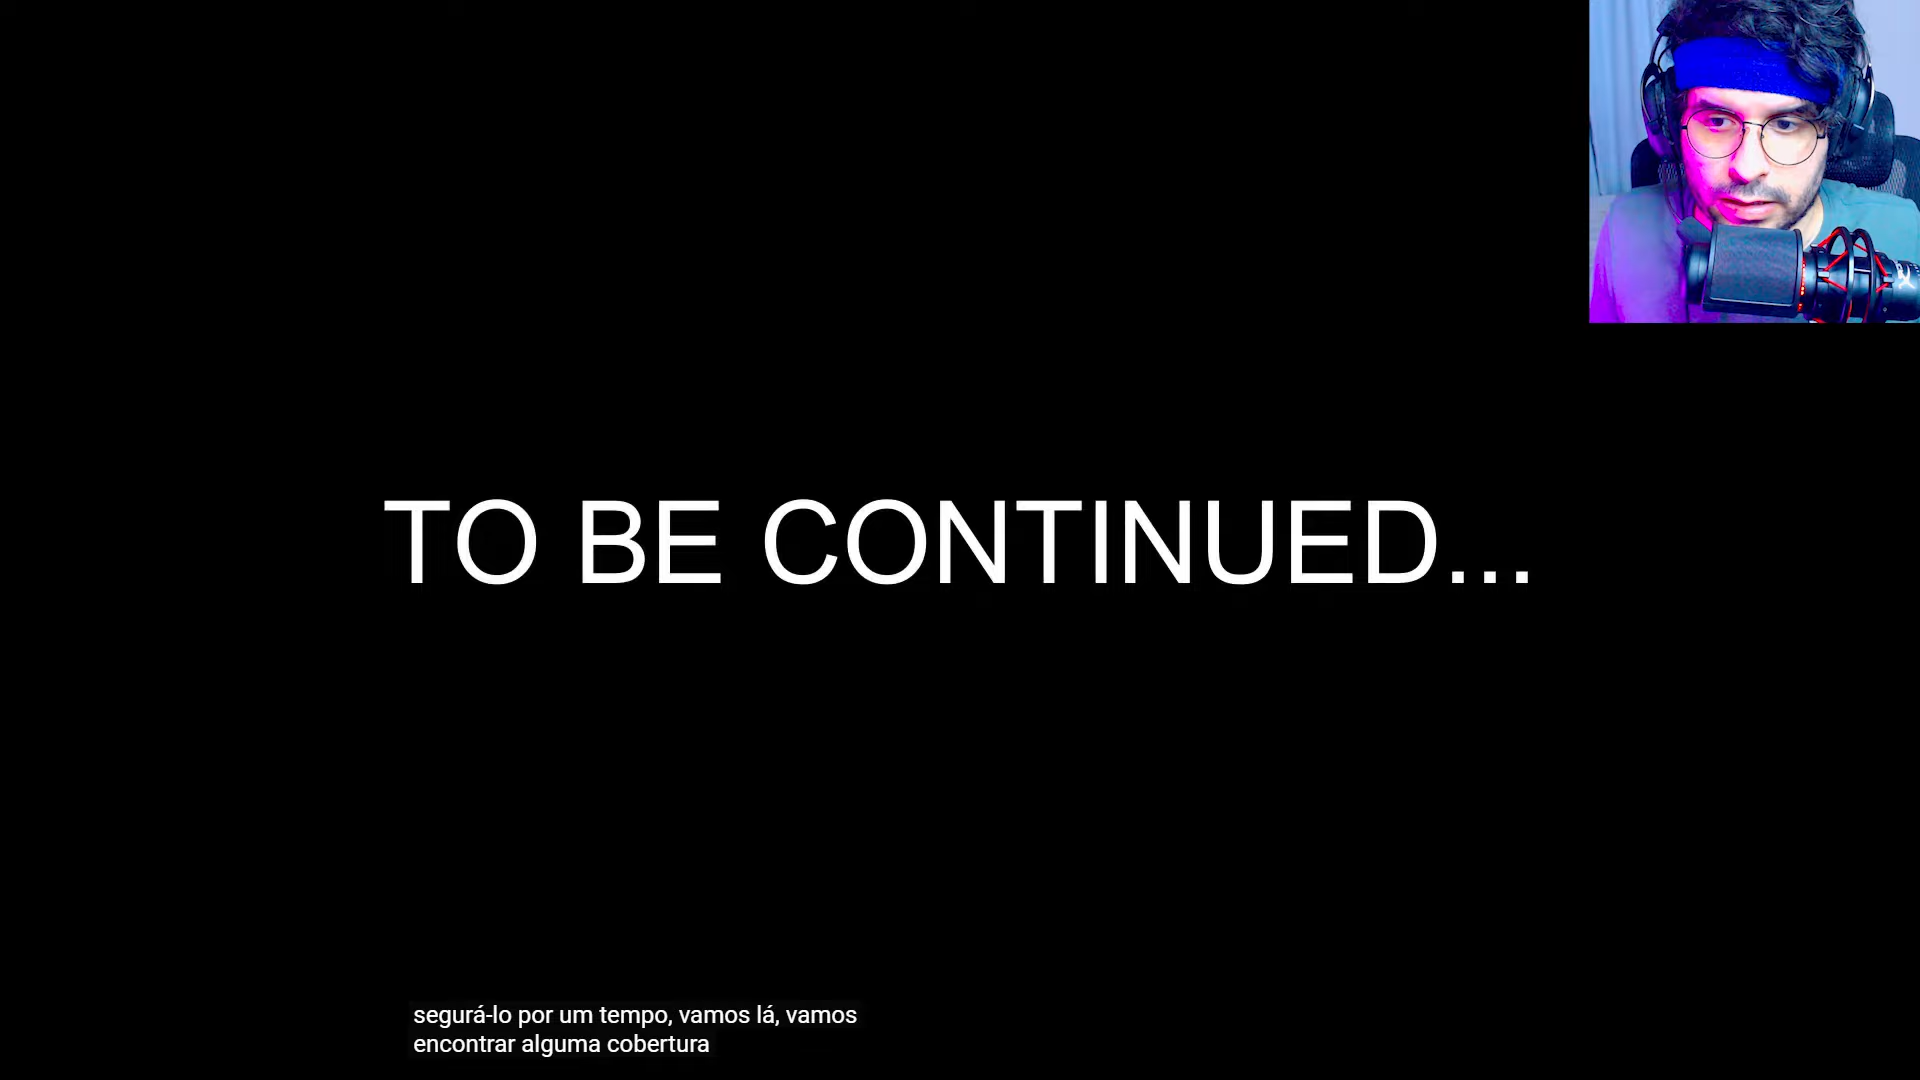 TO BE CONTINUED...
segurá-lo por um tempo, vamos lá, vamos
encontrar alguma cobertura